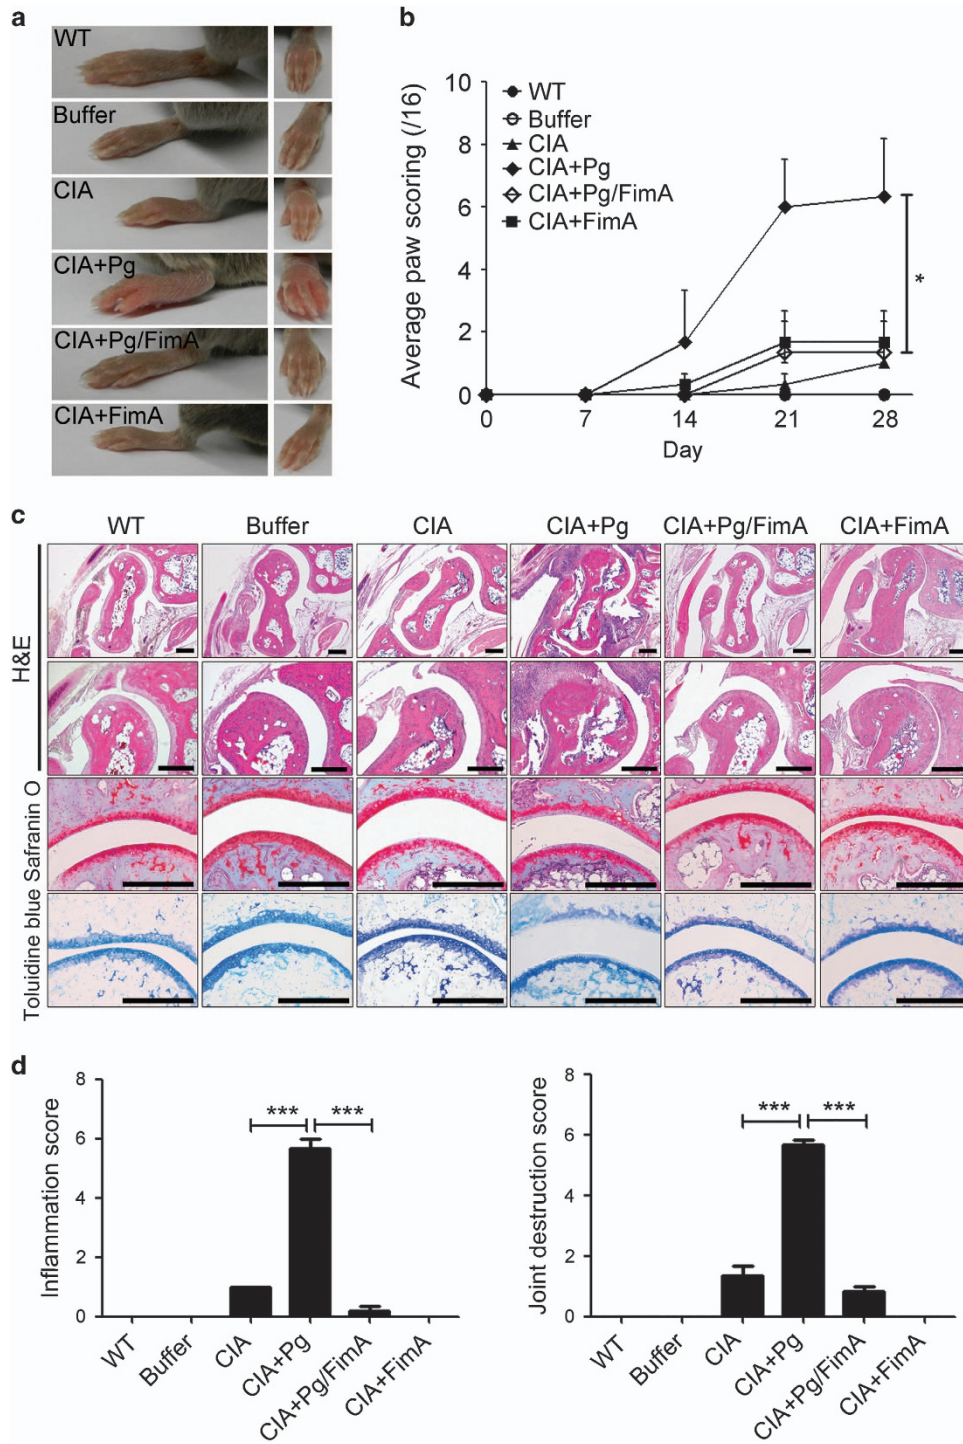 a
WT
Buffer
CIA
CIA+Pg
CIA+Pg/FimA
CIA+FimA
b
Average paw scoring (/16)
10
8
6
4
2
0
0 7 14 21 28
Day
WT
Buffer
CIA
CIA+Pg
CIA+Pg/FimA
CIA+FimA
*
c
WT Buffer CIA CIA+Pg CIA+Pg/FimA CIA+FimA
H&E
Safranin O
Toluidine blue
d
Inflammation score
8
6
4
2
0
*** ***
WT Buffer CIA CIA+Pg CIA+Pg/FimA CIA+FimA
Joint destruction score
8
6
4
2
0
*** ***
WT Buffer CIA CIA+Pg CIA+Pg/FimA CIA+FimA